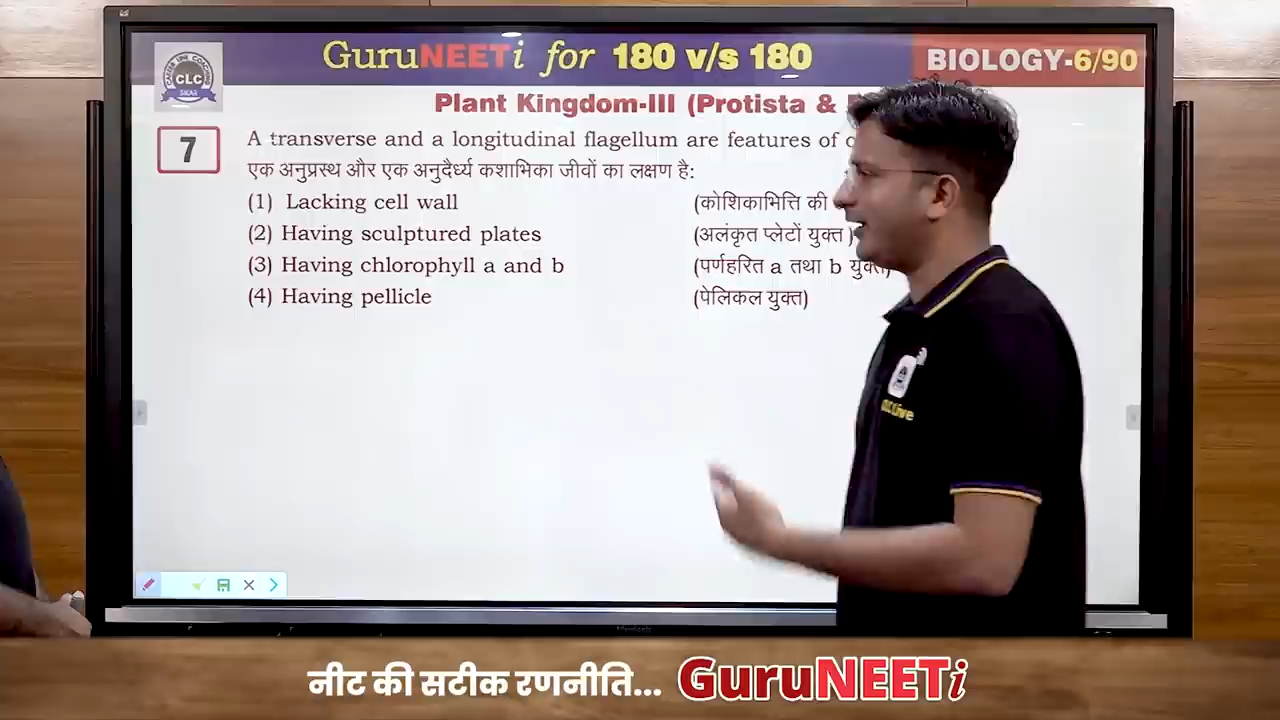 CLC
SIKAR
GuruNEETi for 180 v/s 180
BIOLOGY-6/90
Plant Kingdom-III (Protista &
7
A transverse and a longitudinal flagellum are features of
एक अनुप्रस्थ और एक अनुदैर्ध्य कशाभिका जीवों का लक्षण है:
(1) Lacking cell wall (कोशिकाभित्ति की
(2) Having sculptured plates (अलंकृत प्लेटों युक्त)
(3) Having chlorophyll a and b (पर्णहरित a तथा b युक्त)
(4) Having pellicle (पेलिकल युक्त)
नीट की सटीक रणनीति... GuruNEETi